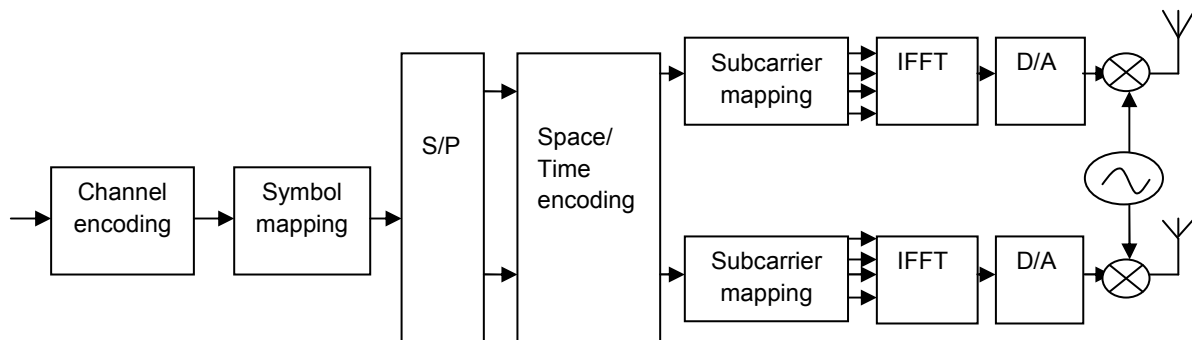 Channel
encoding
Symbol
mapping
S/P
Space/
Time
encoding
Subcarrier
mapping
IFFT
D/A
Subcarrier
mapping
IFFT
D/A